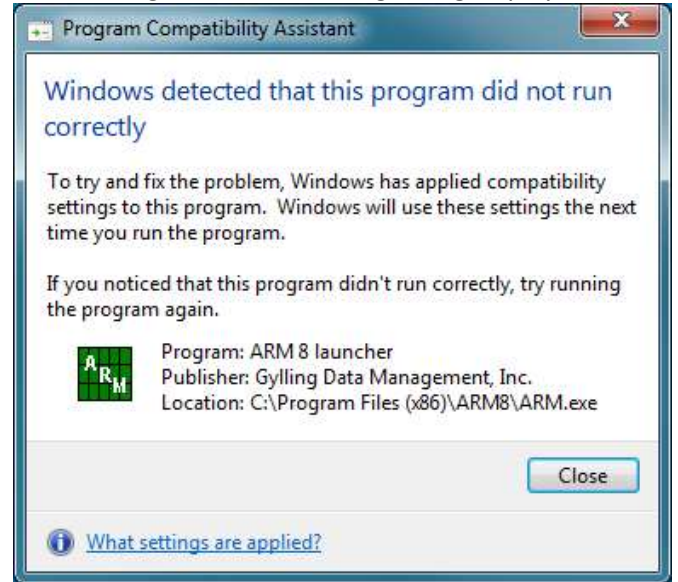 Program Compatibility Assistant
Windows detected that this program did not run
correctly
To try and fix the problem, Windows has applied compatibility
settings to this program.  Windows will use these settings the next
time you run the program.
If you noticed that this program didn't run correctly, try running
the program again.
ARM
Program: ARM 8 launcher
Publisher: Gylling Data Management, Inc.
Location: C:\Program Files (x86)\ARM8\ARM.exe
Close
What settings are applied?